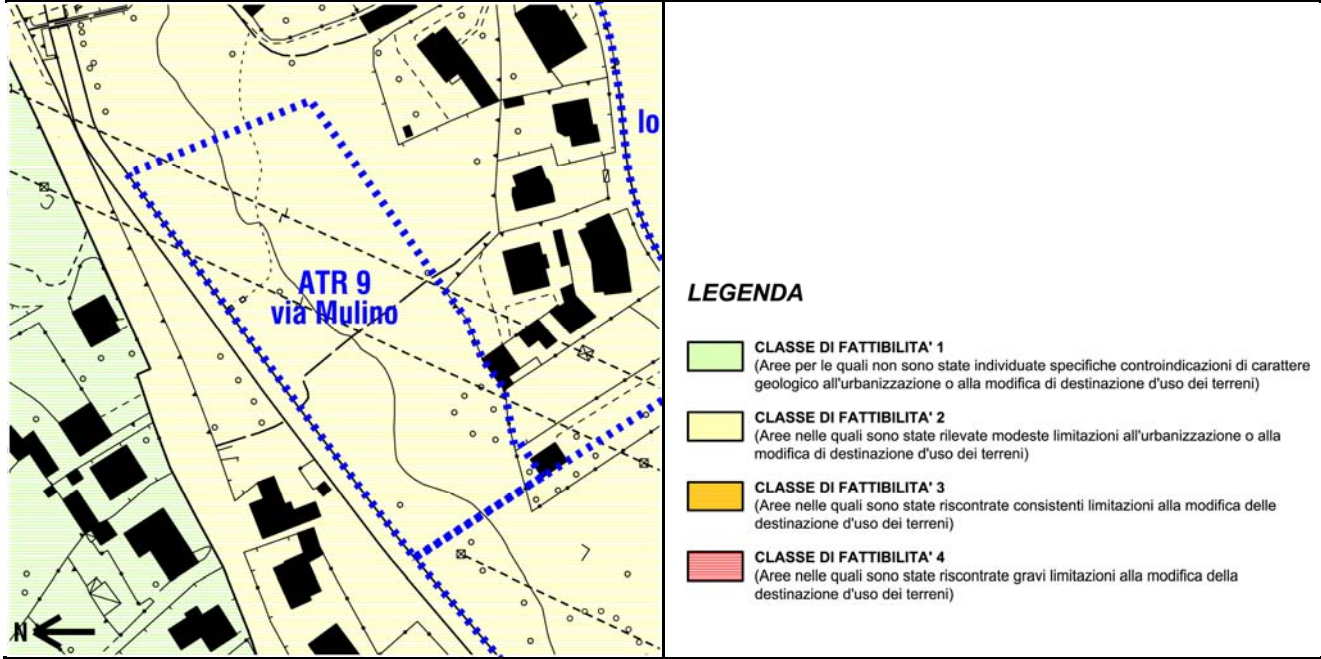 lo
ATR 9
via Mulino
N
LEGENDA
CLASSE DI FATTIBILITA' 1
(Aree per le quali non sono state individuate specifiche controindicazioni di carattere
geologico all'urbanizzazione o alla modifica di destinazione d'uso dei terreni)
CLASSE DI FATTIBILITA' 2
(Aree nelle quali sono state rilevate modeste limitazioni all'urbanizzazione o alla
modifica di destinazione d'uso dei terreni)
CLASSE DI FATTIBILITA' 3
(Aree nelle quali sono state riscontrate consistenti limitazioni alla modifica delle
destinazione d'uso dei terreni)
CLASSE DI FATTIBILITA' 4
(Aree nelle quali sono state riscontrate gravi limitazioni alla modifica della
destinazione d'uso dei terreni)